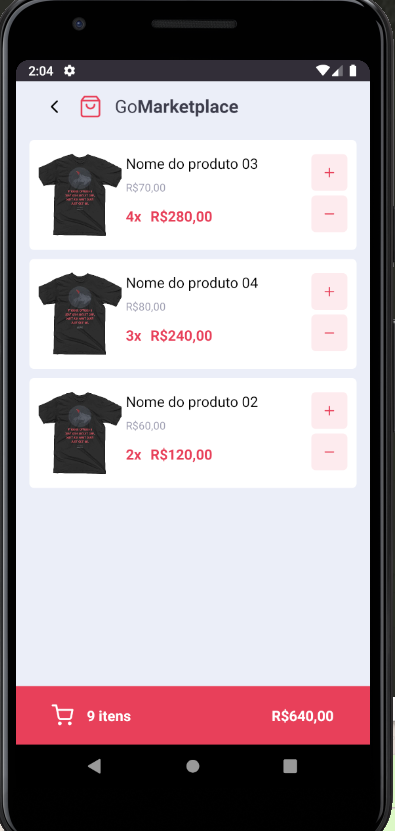 2:04
GoMarketplace
Nome do produto 03
R$70,00
4x R$280,00
+
−
Nome do produto 04
R$80,00
3x R$240,00
+
−
Nome do produto 02
R$60,00
2x R$120,00
+
−
9 itens R$640,00